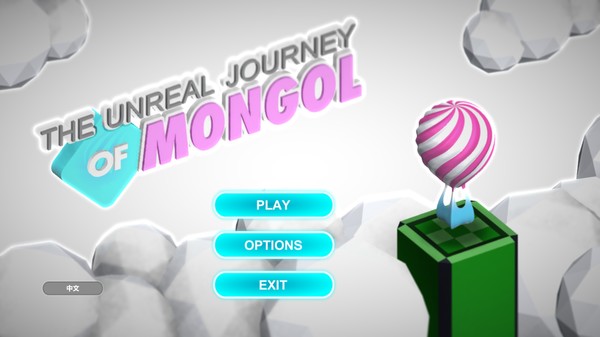 THE UNREAL JOURNEY
OF MONGOL
PLAY
OPTIONS
EXIT
中文